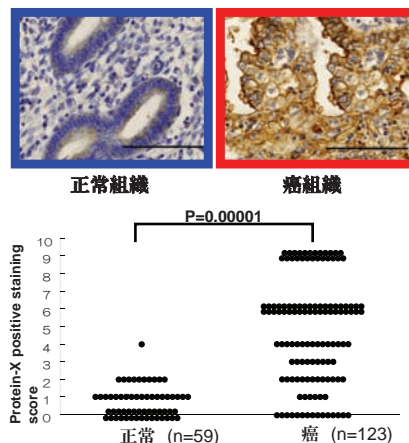 正常組織 癌組織
P=0.00001
Protein-X positive staining
score
10
9
8
7
6
5
4
3
2
1
0
正常 (n=59) 癌 (n=123)